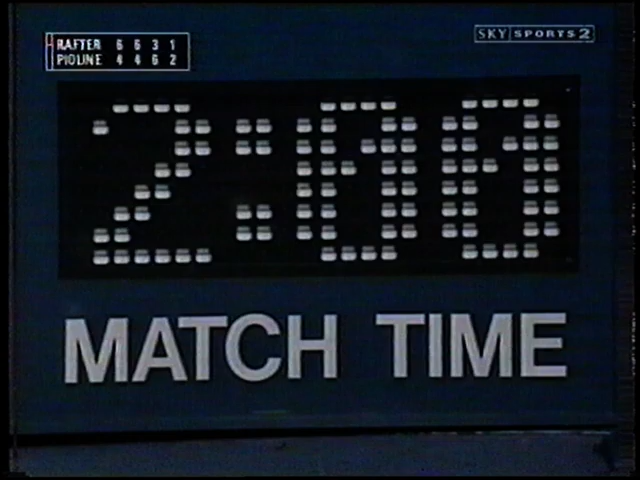 RAFTER 6 6 3 1
PIOLINE 4 4 6 2
SKY SPORTS 2
2:00
MATCH TIME